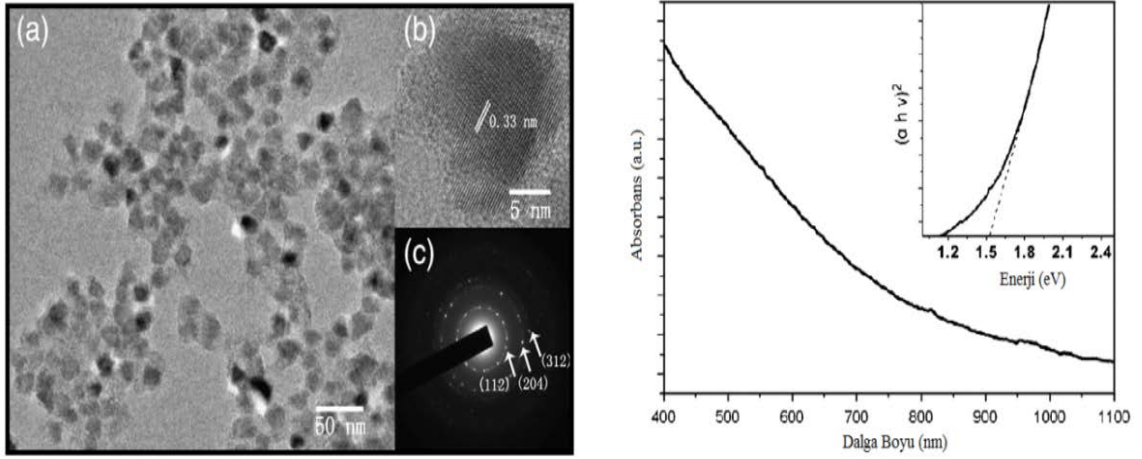 (a)
50 nm
(b)
0.33 nm
5 nm
(c)
(112)
(204)
(312)
Absorbans (a.u.)
400 500 600 700 800 900 1000 1100
Dalga Boyu (nm)
(α h ν)2
1.2 1.5 1.8 2.1 2.4
Enerji (eV)